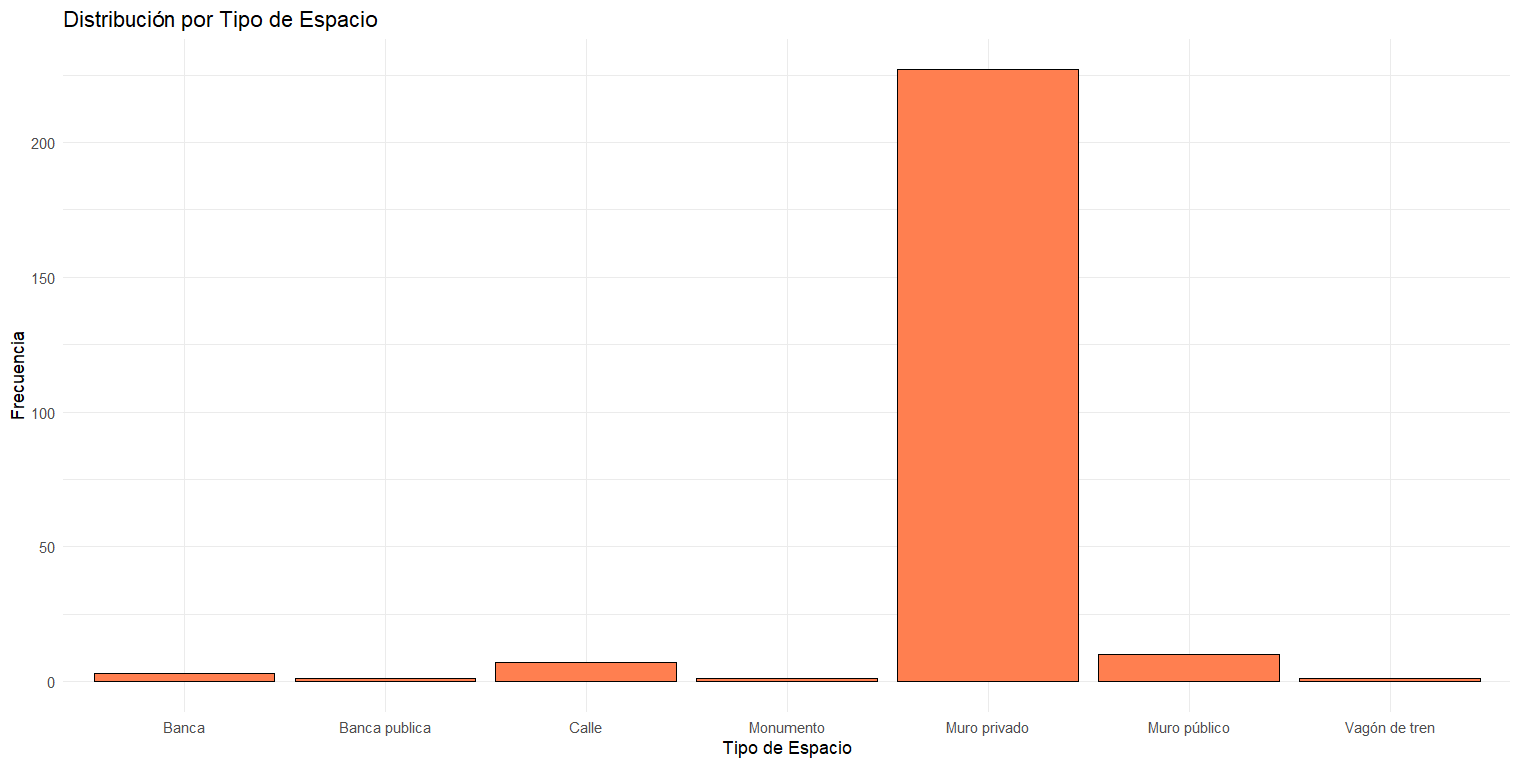 Distribución por Tipo de Espacio
Frecuencia
200
150
100
50
0
Banca Banca publica Calle Monumento Muro privado Muro público Vagón de tren
Tipo de Espacio